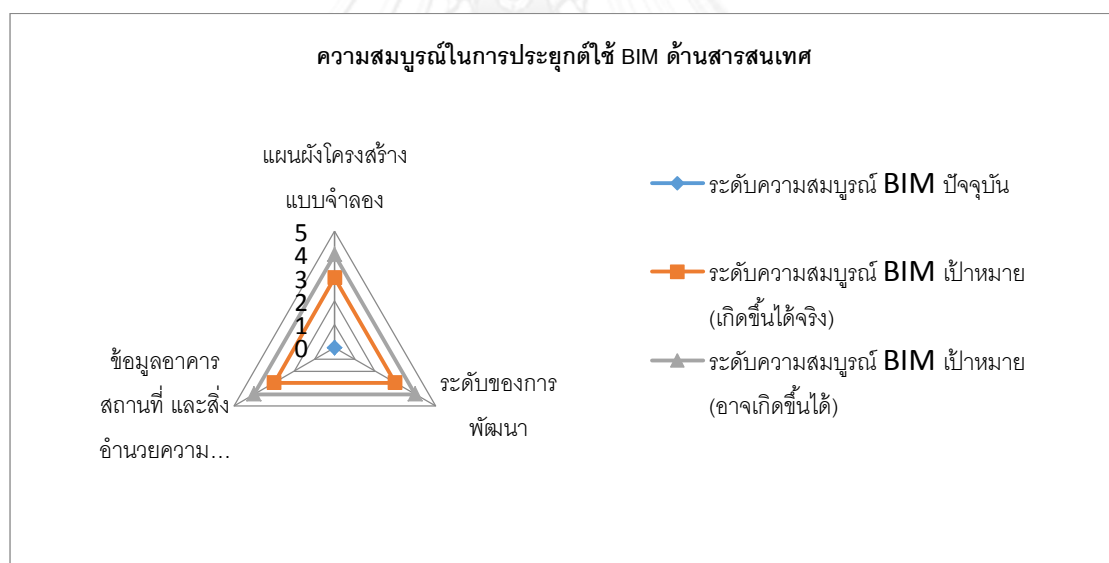 ความสมบูรณ์ในการประยุกต์ใช้ BIM ด้านสารสนเทศ
แผนผังโครงสร้าง
แบบจำลอง
5
4
3
2
1
0
ข้อมูลอาคาร
สถานที่ และสิ่ง
อำนวยความ...
ระดับของการ
พัฒนา
ระดับความสมบูรณ์ BIM ปัจจุบัน
ระดับความสมบูรณ์ BIM เป้าหมาย
(เกิดขึ้นได้จริง)
ระดับความสมบูรณ์ BIM เป้าหมาย
(อาจเกิดขึ้นได้)